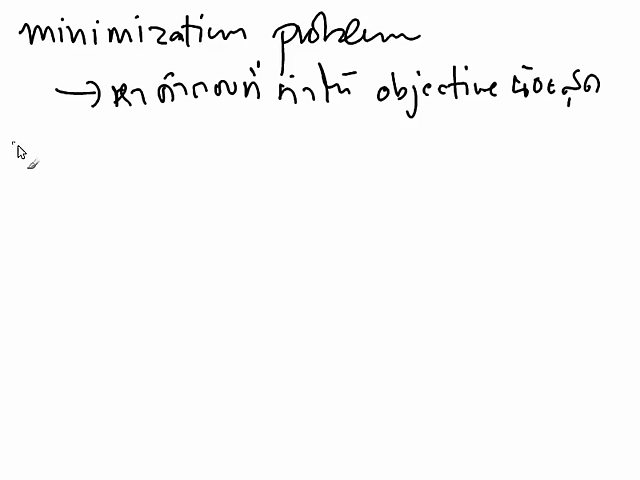 minimization problem
→ หาคำตอบที่ ทำให้ objective น้อยสุด